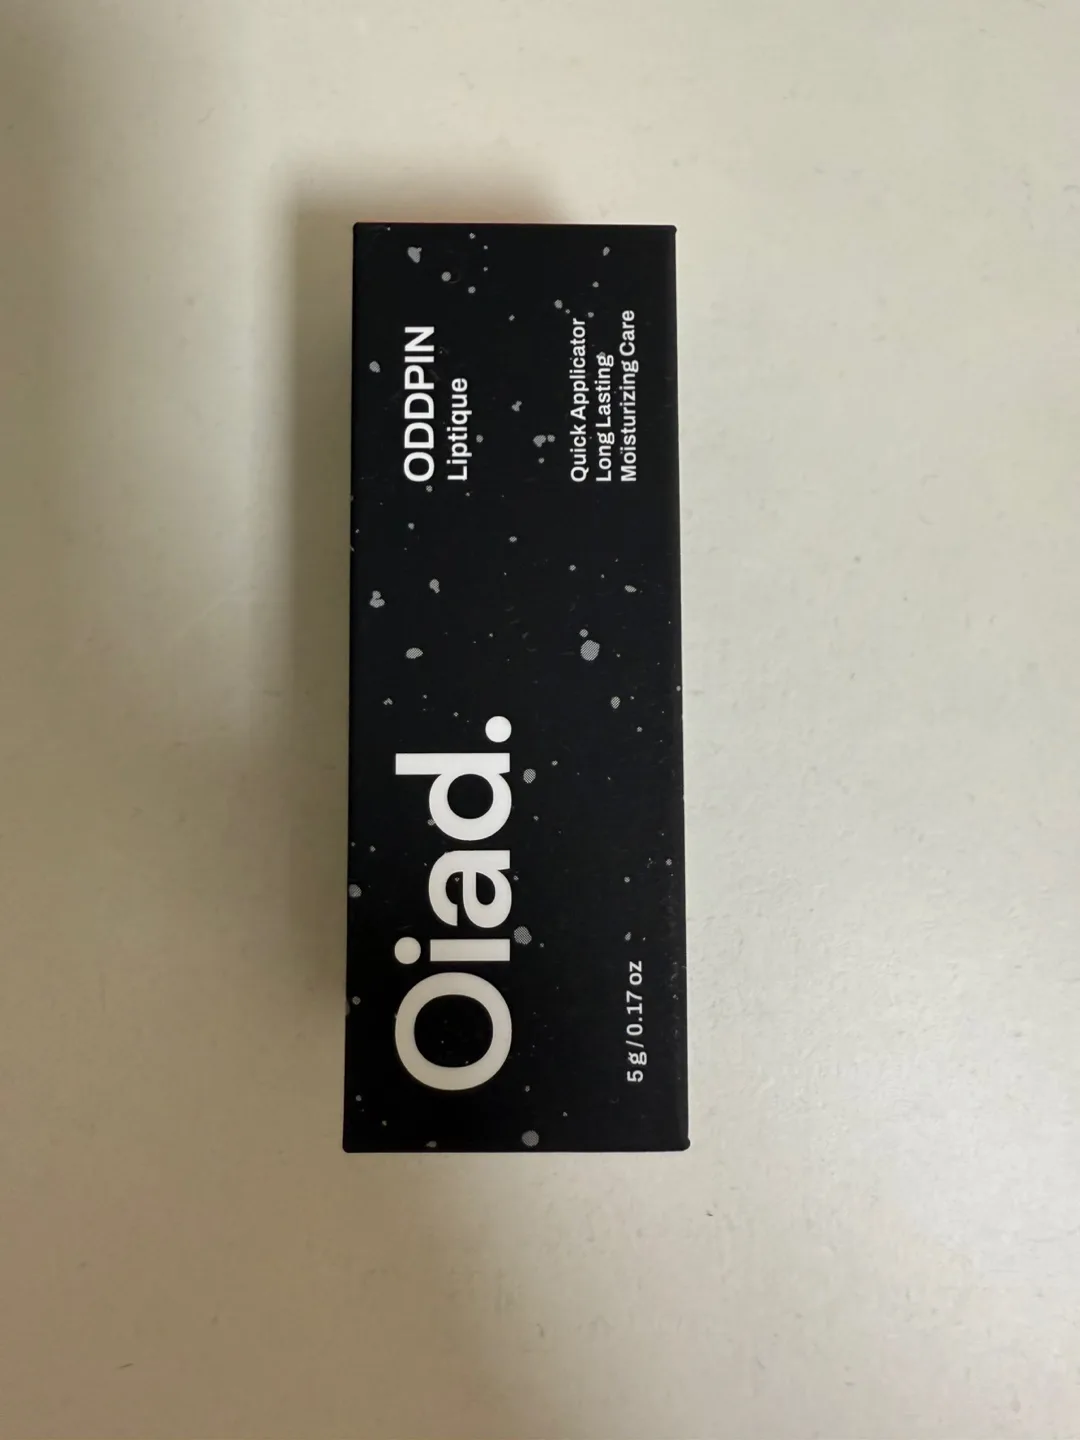 Oiad.
ODDPIN
Liptique
Quick Applicator
Long Lasting
Moisturizing Care
5 g / 0.17 oz